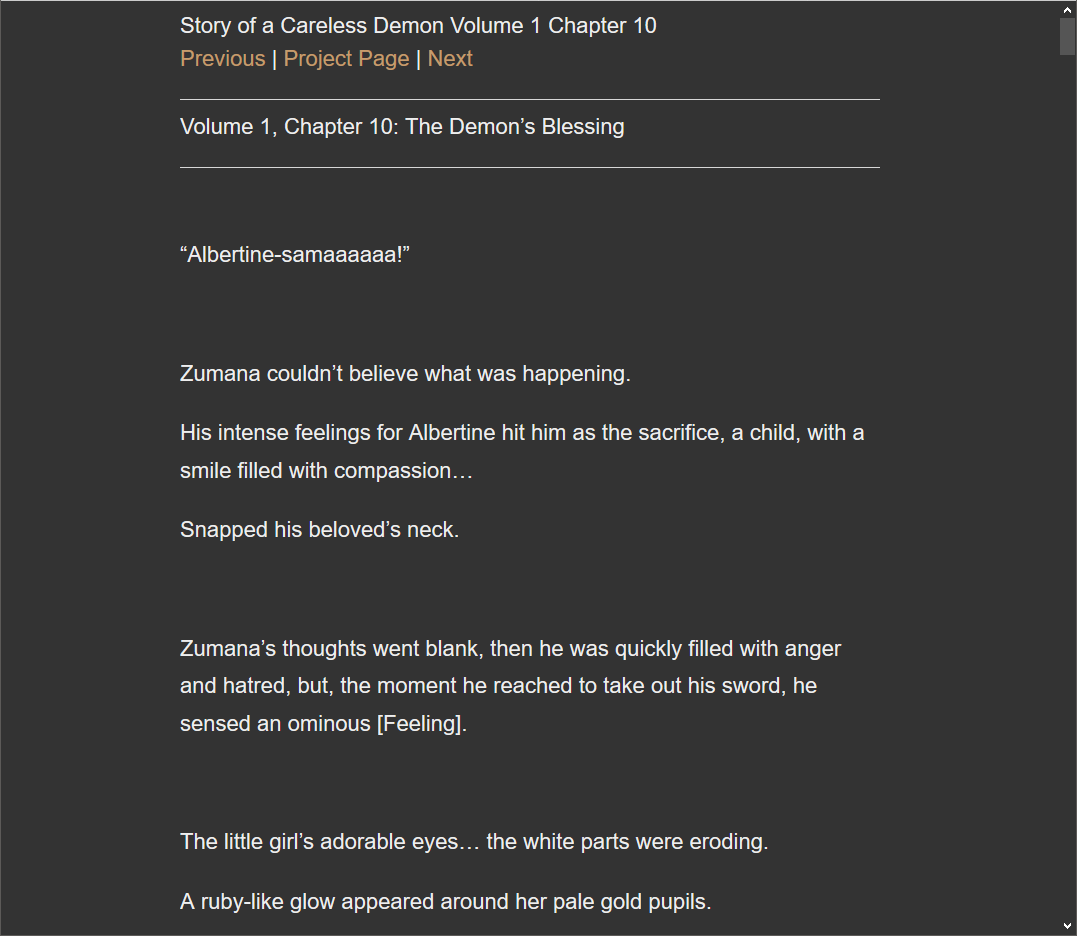 Story of a Careless Demon Volume 1 Chapter 10
Previous | Project Page | Next
Volume 1, Chapter 10: The Demon’s Blessing
“Albertine-samaaaaaa!”
Zumana couldn’t believe what was happening.
His intense feelings for Albertine hit him as the sacrifice, a child, with a
smile filled with compassion…
Snapped his beloved’s neck.
Zumana’s thoughts went blank, then he was quickly filled with anger
and hatred, but, the moment he reached to take out his sword, he
sensed an ominous [Feeling].
The little girl’s adorable eyes… the white parts were eroding.
A ruby-like glow appeared around her pale gold pupils.